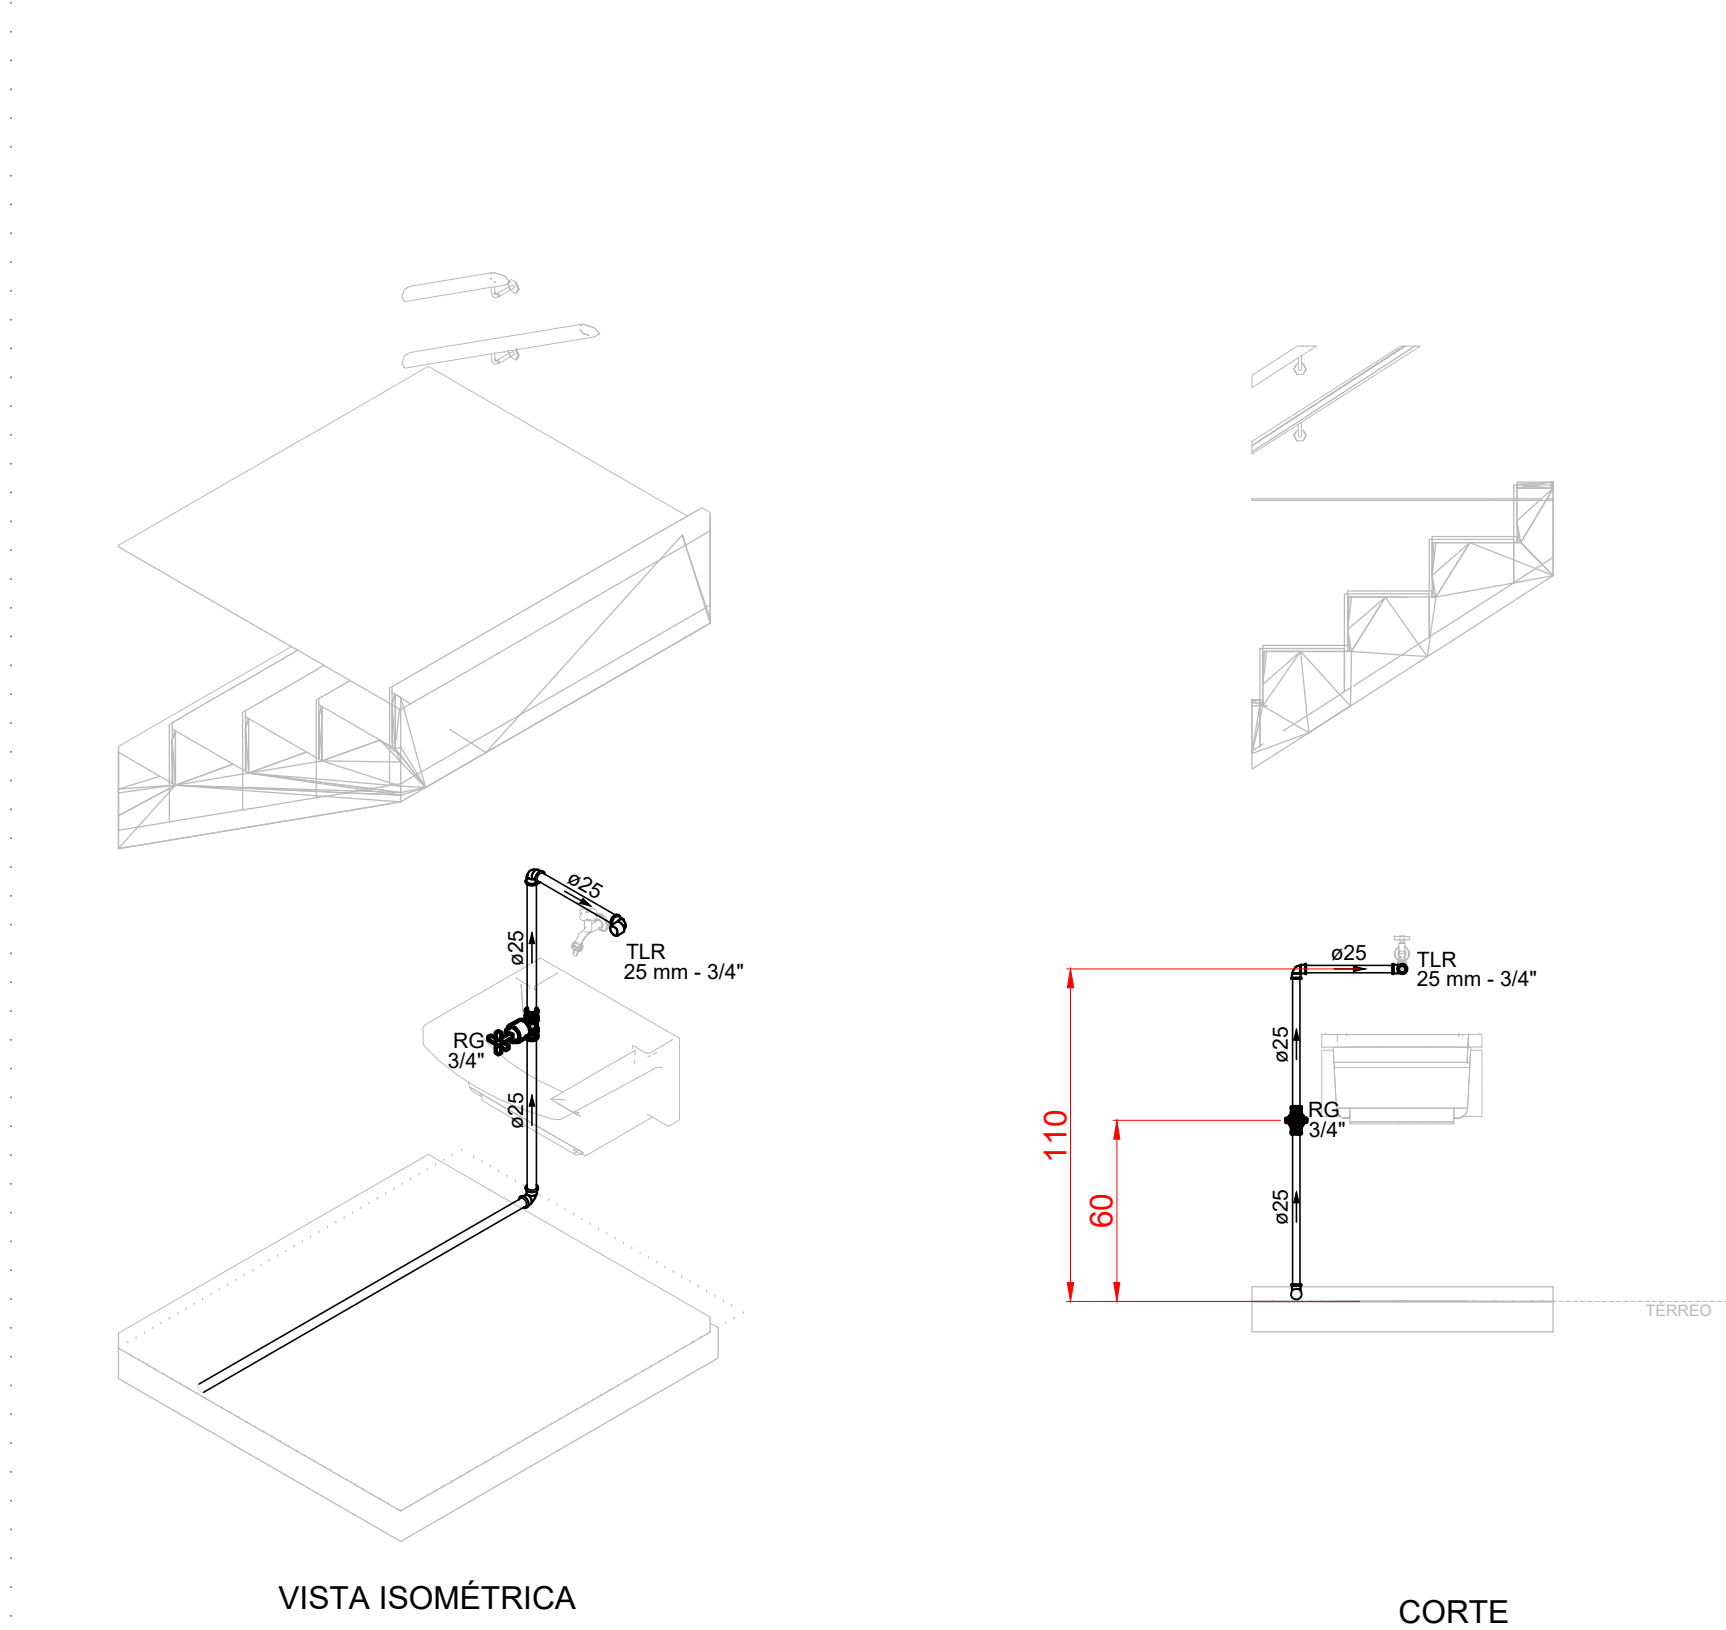 ø25
ø25
TLR
25 mm - 3/4"
RG
3/4"
ø25
VISTA ISOMÉTRICA
ø25
TLR
25 mm - 3/4"
ø25
RG
3/4"
110
60
ø25
TÉRREO
CORTE